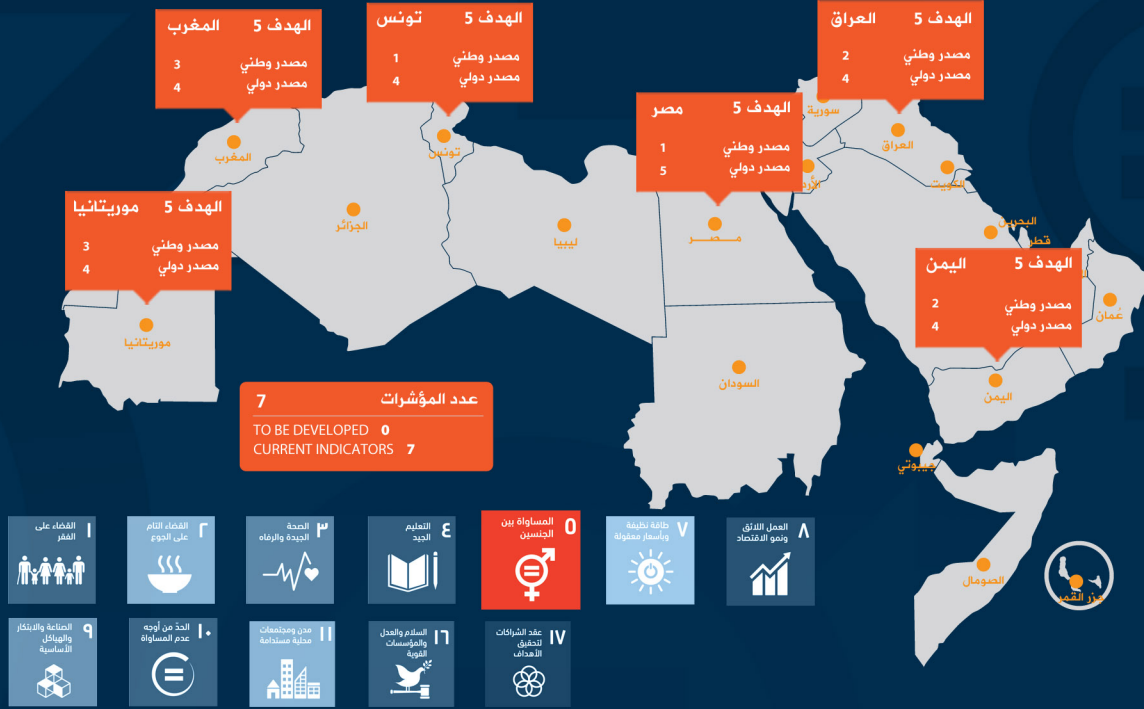 الهدف 5 العراق
مصدر وطني 2
مصدر دولي 4
الهدف 5 تونس
مصدر وطني 1
مصدر دولي 4
الهدف 5 المغرب
مصدر وطني 3
مصدر دولي 4
الهدف 5 مصر
مصدر وطني 1
مصدر دولي 5
الهدف 5 موريتانيا
مصدر وطني 3
مصدر دولي 4
الهدف 5 اليمن
مصدر وطني 2
مصدر دولي 4
سورية
العراق
الكويت
البحرين
قطر
عُمان
اليمن
جيبوتي
الصومال
جزر القمر
مــصــر
السودان
ليبيا
تونس
الجزائر
المغرب
موريتانيا
عدد المؤشرات 7
TO BE DEVELOPED 0
CURRENT INDICATORS 7
١ القضاء على
الفقر
٢ القضاء التام
على الجوع
٣ الصحة
الجيدة والرفاه
٤ التعليم
الجيد
٥ المساواة بين
الجنسين
٧ طاقة نظيفة
وبأسعار معقولة
٨ العمل اللائق
ونمو الاقتصاد
٩ الصناعة والابتكار
والهياكل
الأساسية
١٠ الحدّ من أوجه
عدم المساواة
١١ مدن ومجتمعات
محلية مستدامة
١٦ السلام والعدل
والمؤسسات
القوية
١٧ عقد الشراكات
لتحقيق
الأهداف